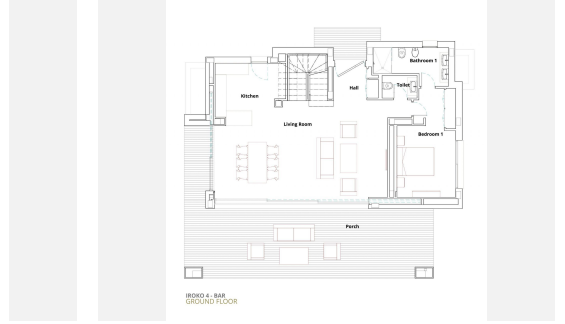 Bathroom 1
Toilet
Hall
Kitchen
Living Room
Bedroom 1
Porch
IROKO 4 - BAR
GROUND FLOOR